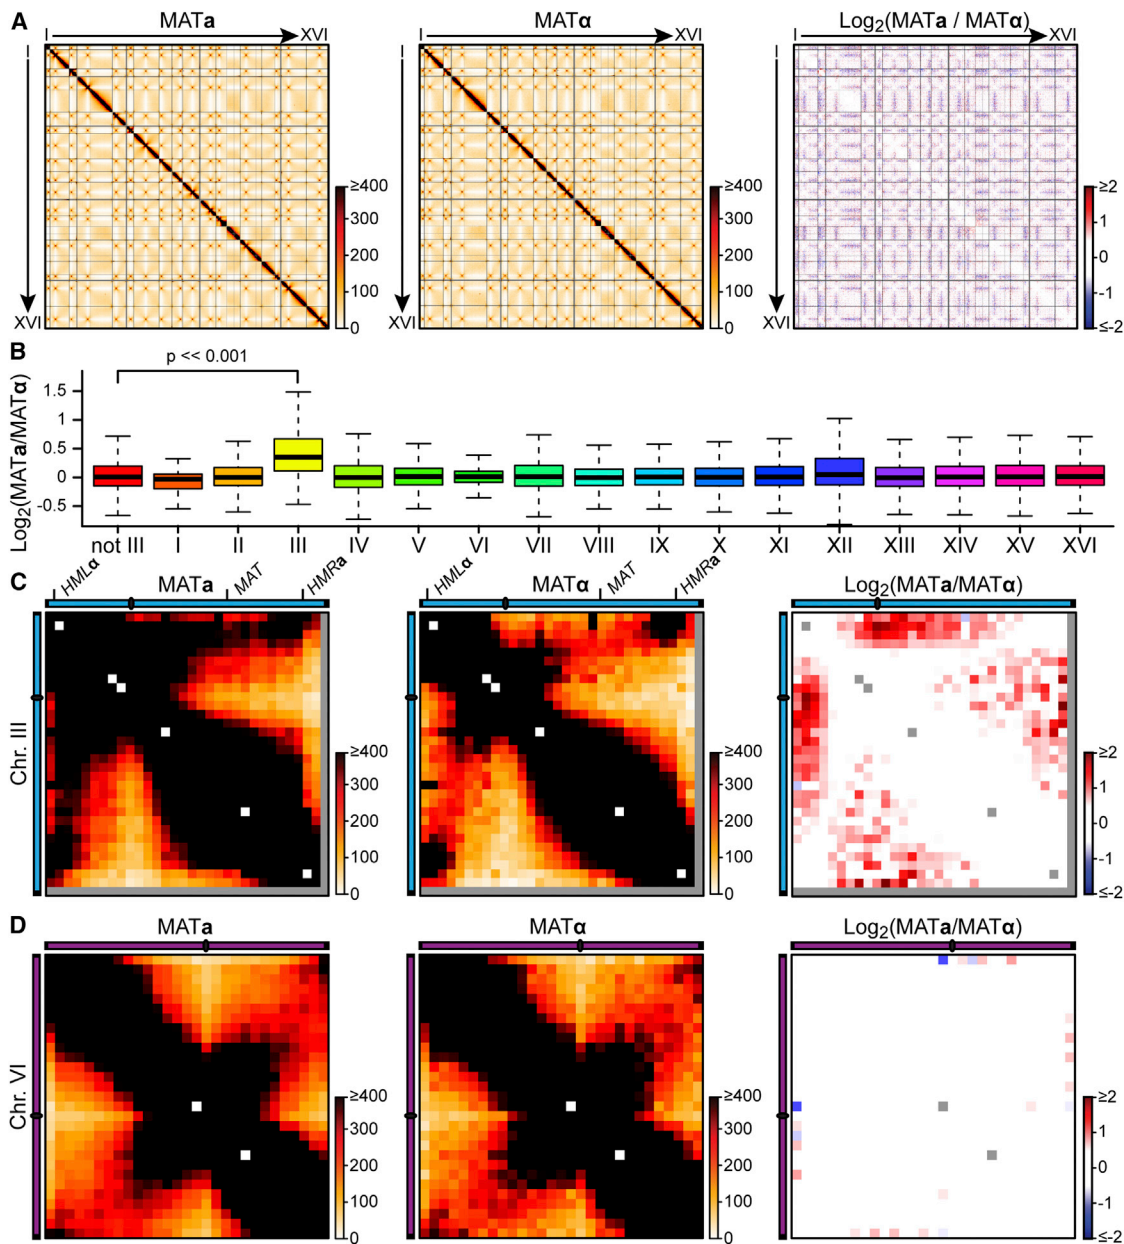 A
MATa
MATα
Log2(MATa / MATα)
I XVI
I XVI
I XVI
I
XVI
I
XVI
I
XVI
≥400
300
200
100
0
≥400
300
200
100
0
≥2
1
0
-1
≤-2
B
p << 0.001
Log2(MATa/MATα)
1.5
1
0.5
0
-0.5
not III I II III IV V VI VII VIII IX X XI XII XIII XIV XV XVI
C
HMLα MATa MAT HMRa
HMLα MATα MAT HMRa
Log2(MATa/MATα)
Chr. III
≥400
300
200
100
0
≥400
300
200
100
0
≥2
1
0
-1
≤-2
D
MATa
MATα
Log2(MATa/MATα)
Chr. VI
≥400
300
200
100
0
≥400
300
200
100
0
≥2
1
0
-1
≤-2